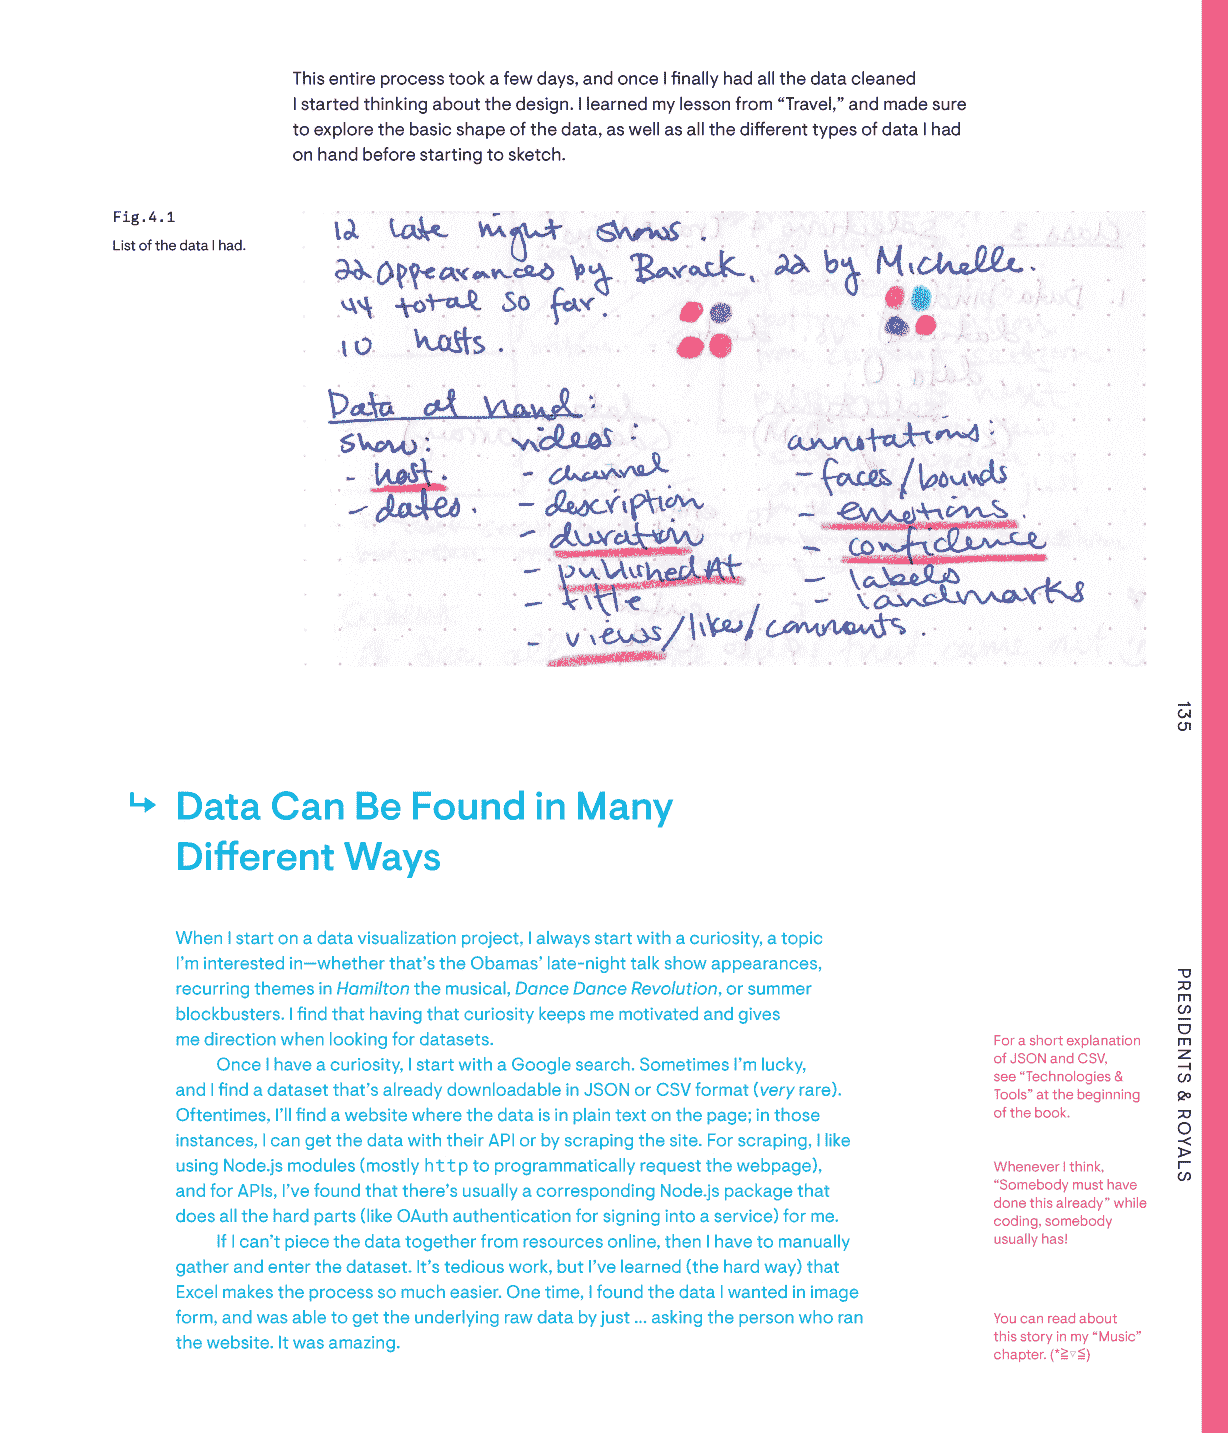 This entire process took a few days, and once I finally had all the data cleaned
I started thinking about the design. I learned my lesson from “Travel,” and made sure
to explore the basic shape of the data, as well as all the different types of data I had
on hand before starting to sketch.
Fig.4.1
List of the data I had.
12 late night shows.
22 appearances by Barack, 22 by Michelle.
44 total so far.
10 hosts.
Data at hand:
show:
- host.
- dates.
videos:
- channel
- description
- duration
- publishedAt
- title
- views/likes/comments.
annotations:
- faces/bounds
- emotions.
- confidence
- labels
- landmarks
135
↳ Data Can Be Found in Many
Different Ways
When I start on a data visualization project, I always start with a curiosity, a topic
I’m interested in—whether that’s the Obamas’ late-night talk show appearances,
recurring themes in Hamilton the musical, Dance Dance Revolution, or summer
blockbusters. I find that having that curiosity keeps me motivated and gives
me direction when looking for datasets.
Once I have a curiosity, I start with a Google search. Sometimes I’m lucky,
and I find a dataset that’s already downloadable in JSON or CSV format (very rare).
Oftentimes, I’ll find a website where the data is in plain text on the page; in those
instances, I can get the data with their API or by scraping the site. For scraping, I like
using Node.js modules (mostly http to programmatically request the webpage),
and for APIs, I’ve found that there’s usually a corresponding Node.js package that
does all the hard parts (like OAuth authentication for signing into a service) for me.
If I can’t piece the data together from resources online, then I have to manually
gather and enter the dataset. It’s tedious work, but I’ve learned (the hard way) that
Excel makes the process so much easier. One time, I found the data I wanted in image
form, and was able to get the underlying raw data by just ... asking the person who ran
the website. It was amazing.
For a short explanation
of JSON and CSV,
see “Technologies &
Tools” at the beginning
of the book.
Whenever I think,
“Somebody must have
done this already” while
coding, somebody
usually has!
You can read about
this story in my “Music”
chapter. (*≧▽≦)
PRESIDENTS & ROYALS